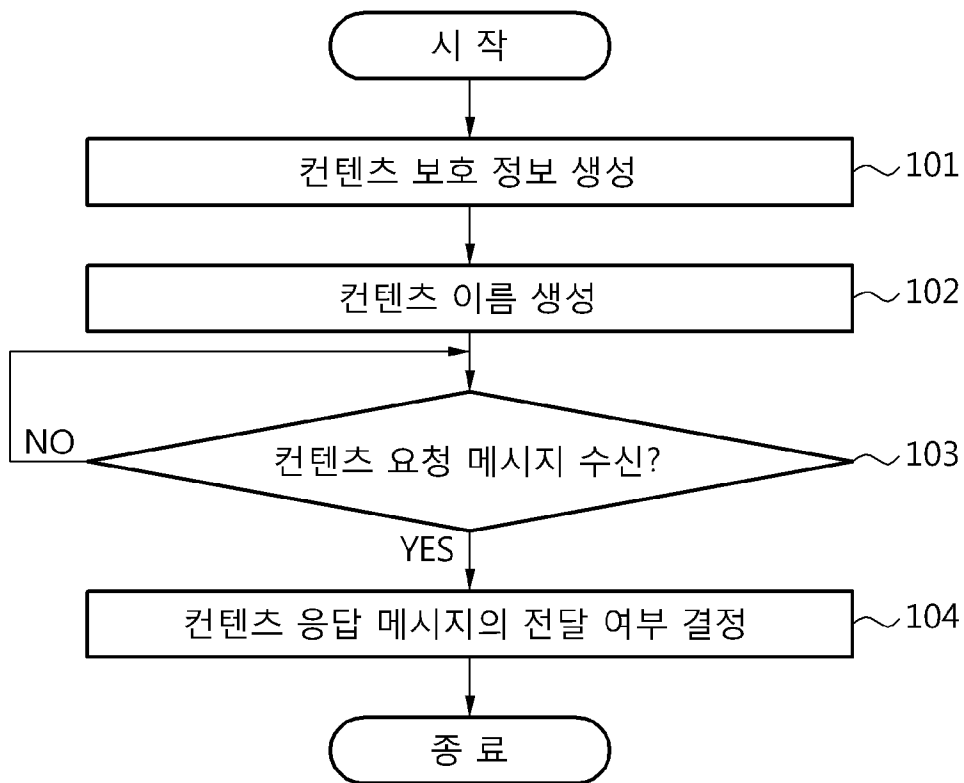 시 작
컨텐츠 보호 정보 생성
101
컨텐츠 이름 생성
102
NO
컨텐츠 요청 메시지 수신?
103
YES
컨텐츠 응답 메시지의 전달 여부 결정
104
종 료